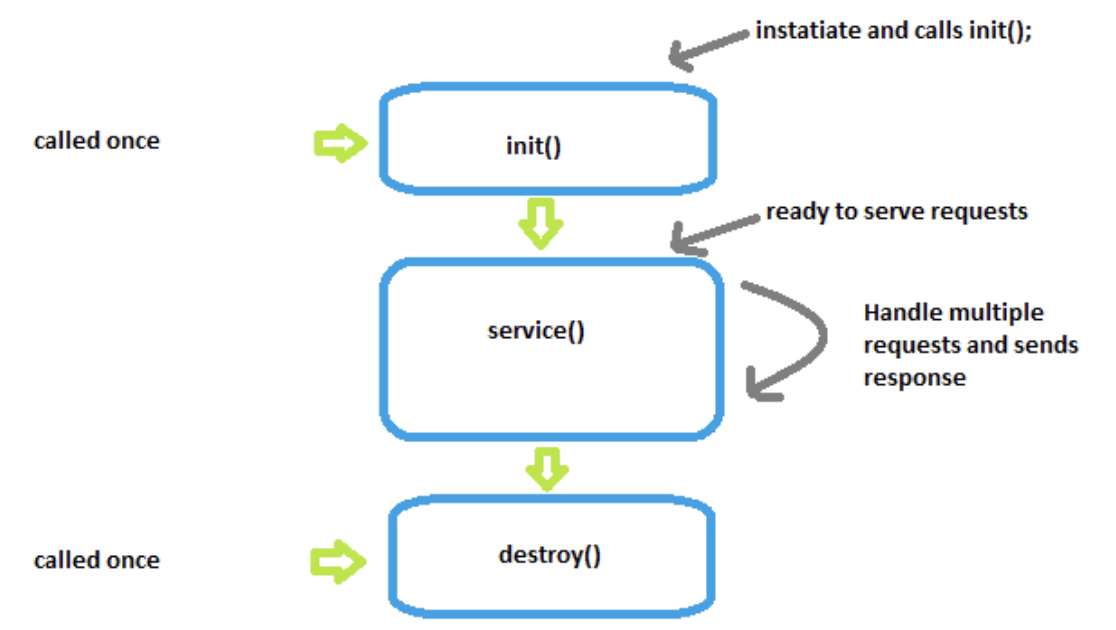 instatiate and calls init();
called once
init()
ready to serve requests
service()
Handle multiple
requests and sends
response
called once
destroy()